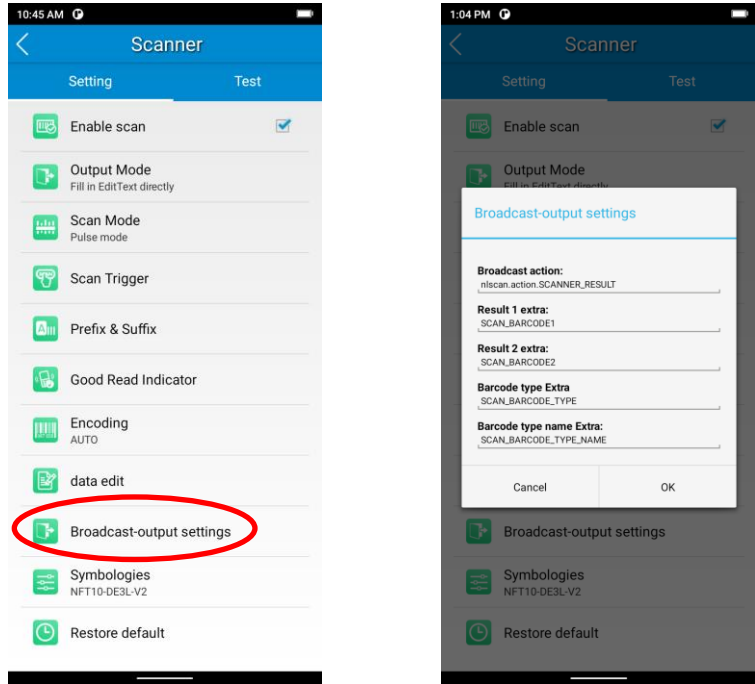 10:45 AM
Scanner
Setting Test
Enable scan
Output Mode
Fill in EditText directly
Scan Mode
Pulse mode
Scan Trigger
Prefix & Suffix
Good Read Indicator
Encoding
AUTO
data edit
Broadcast-output settings
Symbologies
NFT10-DE3L-V2
Restore default
1:04 PM
Scanner
Setting Test
Enable scan
Output Mode
Fill in EditText directly
Broadcast-output settings
Broadcast action:
nlscan.action.SCANNER_RESULT
Result 1 extra:
SCAN_BARCODE1
Result 2 extra:
SCAN_BARCODE2
Barcode type Extra
SCAN_BARCODE_TYPE
Barcode type name Extra:
SCAN_BARCODE_TYPE_NAME
Cancel OK
Broadcast-output settings
Symbologies
NFT10-DE3L-V2
Restore default